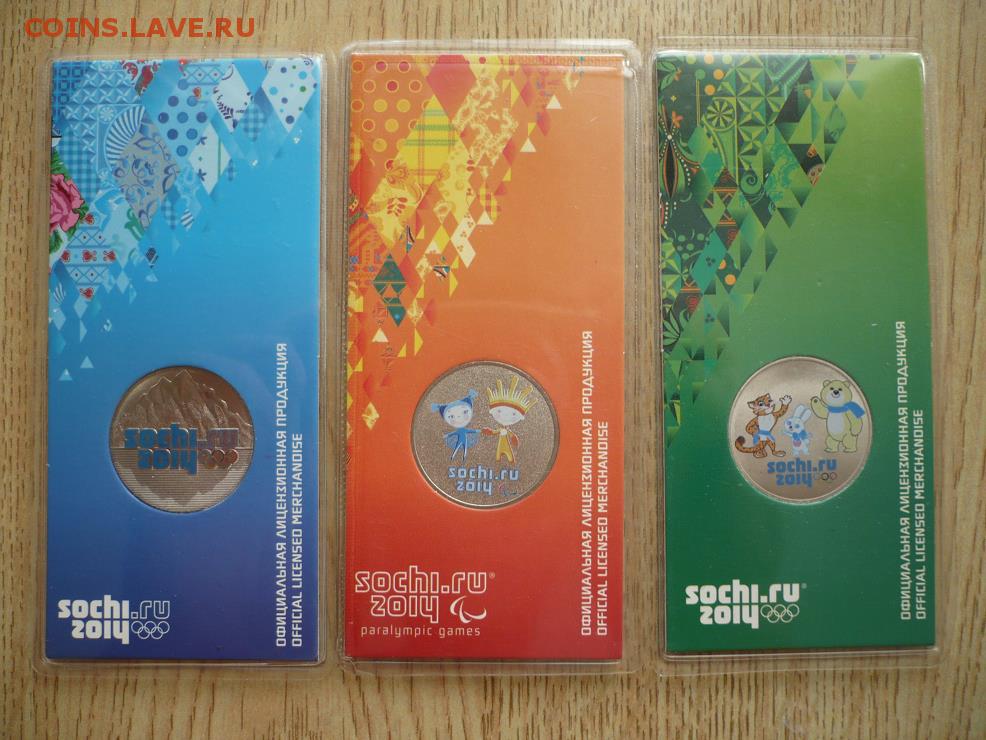 COINS.LAVE.RU
sochi.ru
2014
ОФИЦИАЛЬНАЯ ЛИЦЕНЗИОННАЯ ПРОДУКЦИЯ
OFFICIAL LICENSED MERCHANDISE
sochi.ru
2014
sochi.ru
2014
ОФИЦИАЛЬНАЯ ЛИЦЕНЗИОННАЯ ПРОДУКЦИЯ
OFFICIAL LICENSED MERCHANDISE
sochi.ru®
2014
paralympic games
sochi.ru
2014
ОФИЦИАЛЬНАЯ ЛИЦЕНЗИОННАЯ ПРОДУКЦИЯ
OFFICIAL LICENSED MERCHANDISE
sochi.ru®
2014